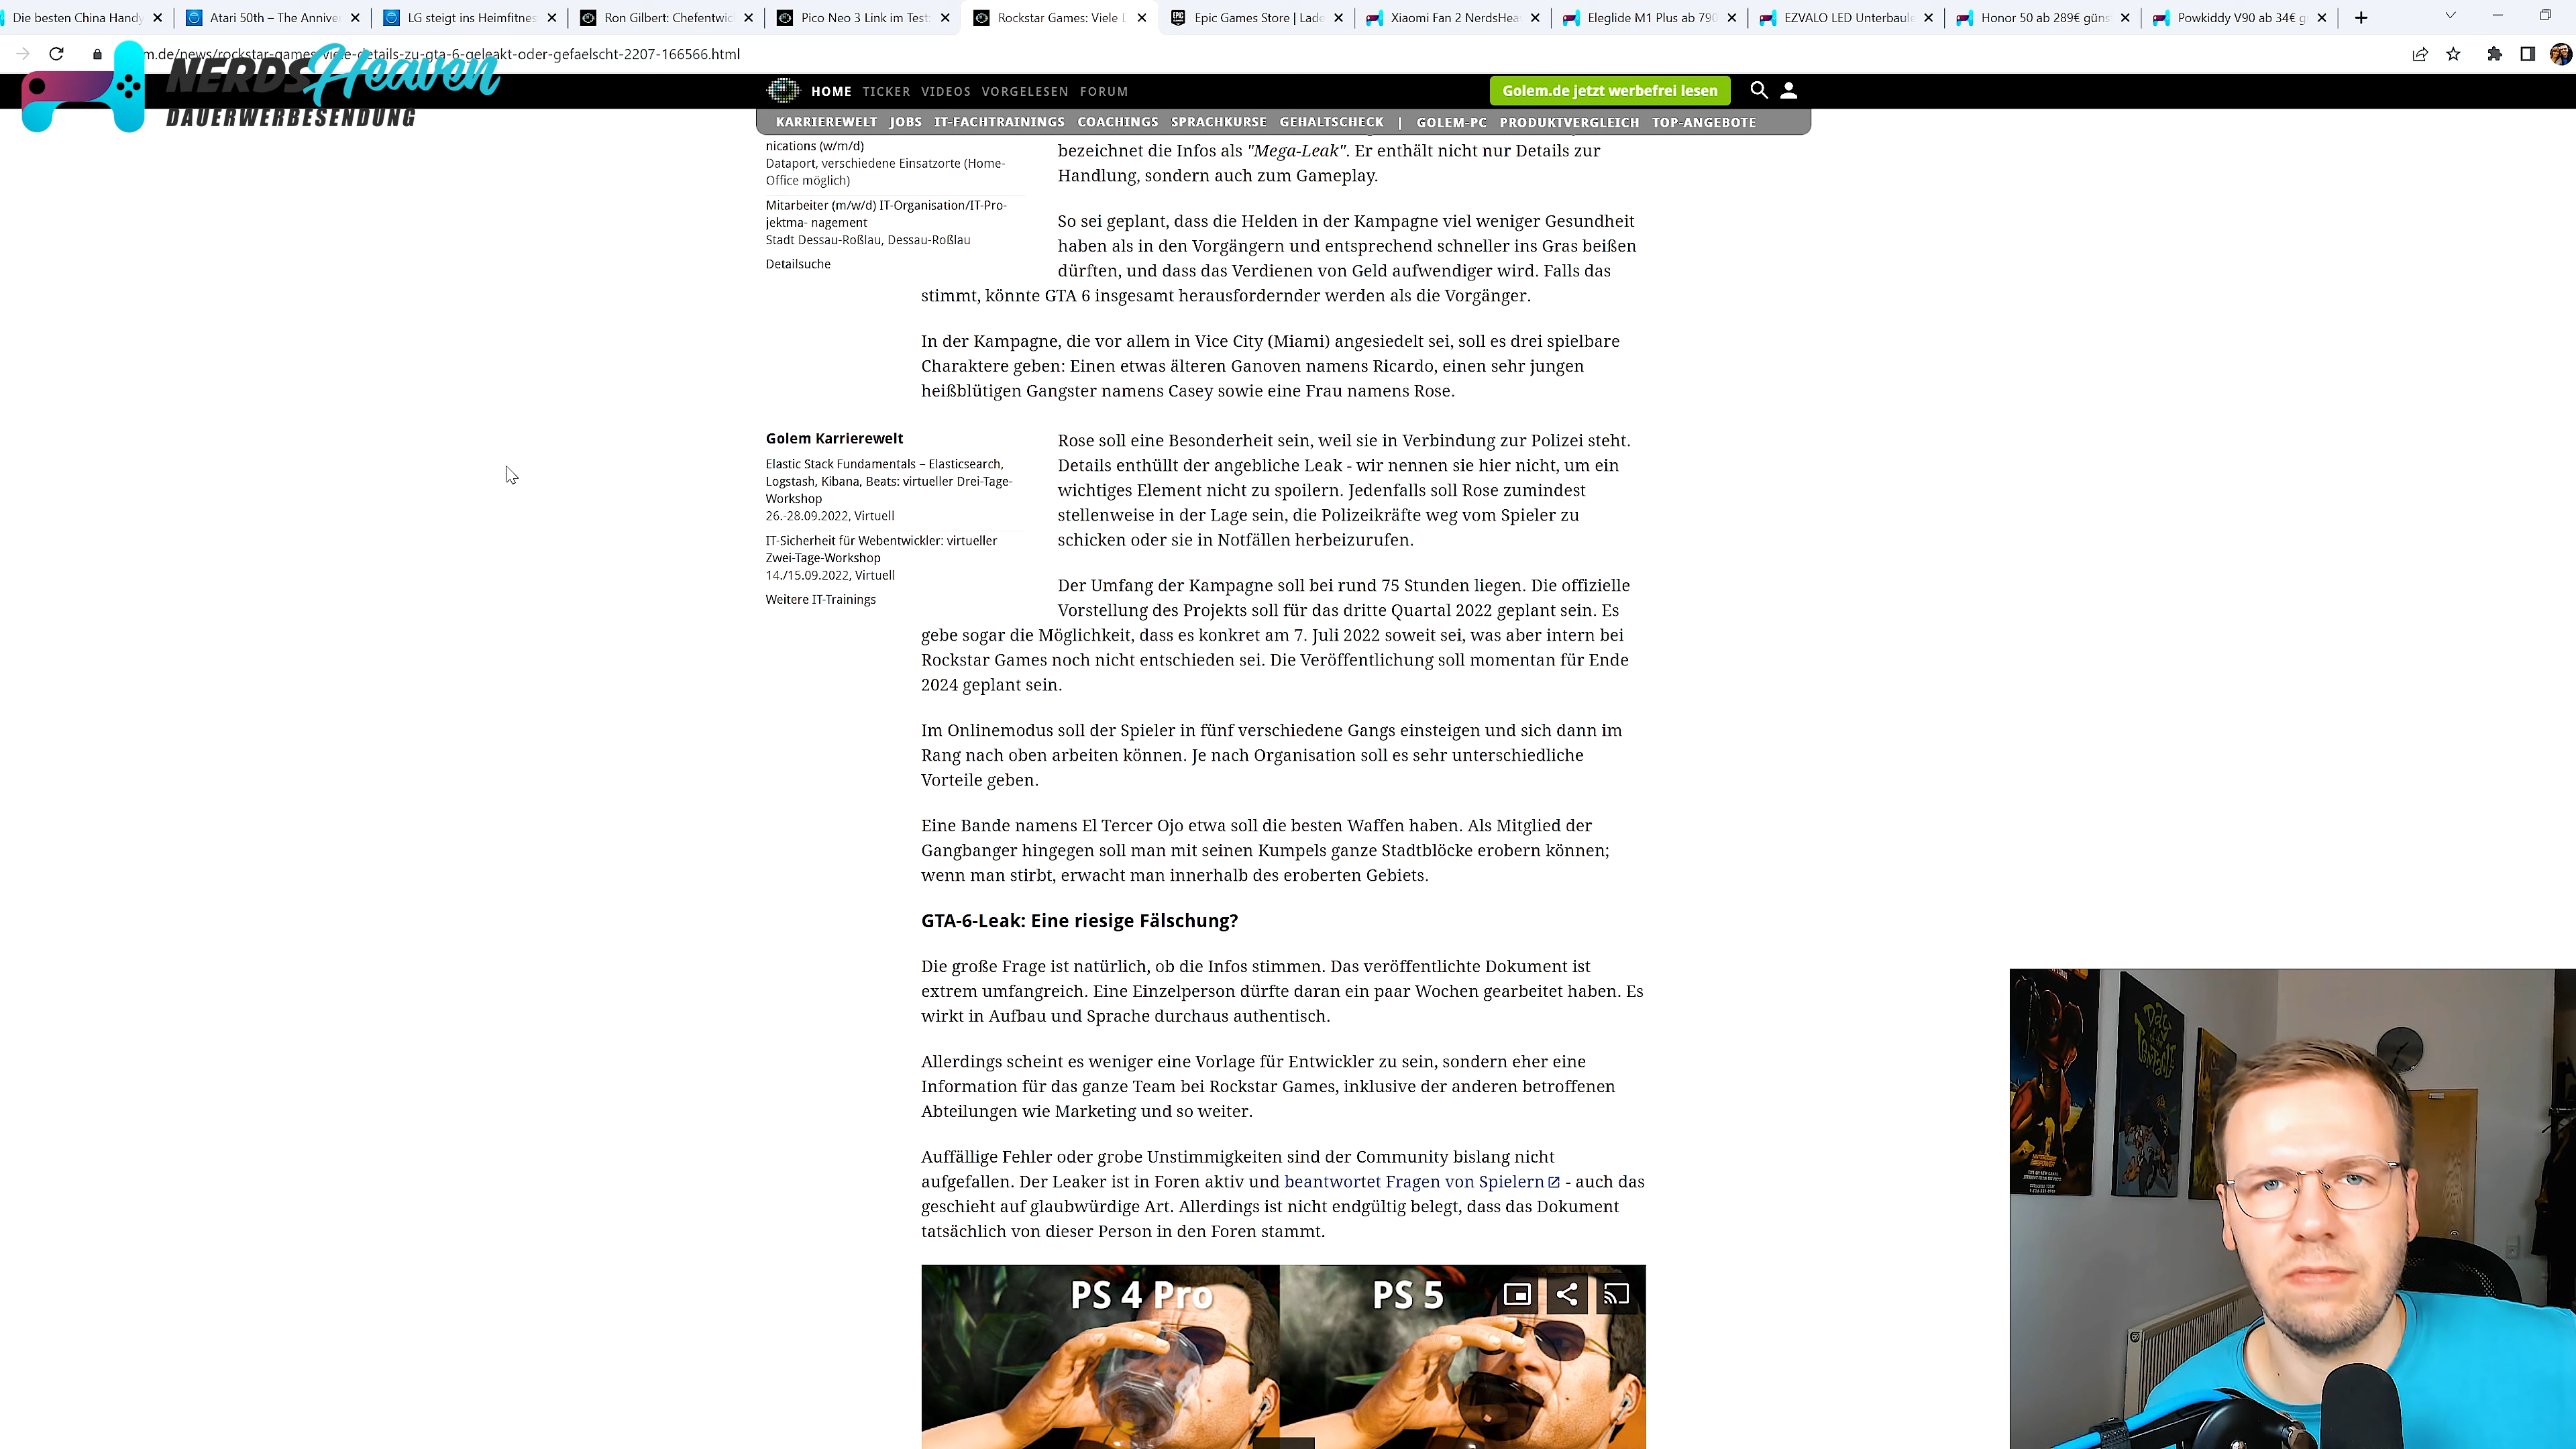 Die besten China Handy
Atari 50th – The Anniver
LG steigt ins Heimfitnes
Ron Gilbert: Chefentwic
Pico Neo 3 Link im Test:
Rockstar Games: Viele
Epic Games Store | Lade
Xiaomi Fan 2 NerdsHea
Eleglide M1 Plus ab 790
EZVALO LED Unterbaule
Honor 50 ab 289€ güns
Powkiddy V90 ab 34€ g
m.de/news/rockstar-games-viele-details-zu-gta-6-geleakt-oder-gefaelscht-2207-166566.html
NERDS Heaven
DAUERWERBESENDUNG
HOME TICKER VIDEOS VORGELESEN FORUM
Golem.de jetzt werbefrei lesen
KARRIEREWELT JOBS IT-FACHTRAININGS COACHINGS SPRACHKURSE GEHALTSCHECK | GOLEM-PC PRODUKTVERGLEICH TOP-ANGEBOTE
nications (w/m/d)
Dataport, verschiedene Einsatzorte (Home-
Office möglich)
Mitarbeiter (m/w/d) IT-Organisation/IT-Pro-
jektma- nagement
Stadt Dessau-Roßlau, Dessau-Roßlau
Detailsuche
bezeichnet die Infos als "Mega-Leak". Er enthält nicht nur Details zur
Handlung, sondern auch zum Gameplay.
So sei geplant, dass die Helden in der Kampagne viel weniger Gesundheit
haben als in den Vorgängern und entsprechend schneller ins Gras beißen
dürften, und dass das Verdienen von Geld aufwendiger wird. Falls das
stimmt, könnte GTA 6 insgesamt herausfordernder werden als die Vorgänger.
In der Kampagne, die vor allem in Vice City (Miami) angesiedelt sei, soll es drei spielbare
Charaktere geben: Einen etwas älteren Ganoven namens Ricardo, einen sehr jungen
heißblütigen Gangster namens Casey sowie eine Frau namens Rose.
Golem Karrierewelt
Elastic Stack Fundamentals – Elasticsearch,
Logstash, Kibana, Beats: virtueller Drei-Tage-
Workshop
26.-28.09.2022, Virtuell
IT-Sicherheit für Webentwickler: virtueller
Zwei-Tage-Workshop
14./15.09.2022, Virtuell
Weitere IT-Trainings
Rose soll eine Besonderheit sein, weil sie in Verbindung zur Polizei steht.
Details enthüllt der angebliche Leak - wir nennen sie hier nicht, um ein
wichtiges Element nicht zu spoilern. Jedenfalls soll Rose zumindest
stellenweise in der Lage sein, die Polizeikräfte weg vom Spieler zu
schicken oder sie in Notfällen herbeizurufen.
Der Umfang der Kampagne soll bei rund 75 Stunden liegen. Die offizielle
Vorstellung des Projekts soll für das dritte Quartal 2022 geplant sein. Es
gebe sogar die Möglichkeit, dass es konkret am 7. Juli 2022 soweit sei, was aber intern bei
Rockstar Games noch nicht entschieden sei. Die Veröffentlichung soll momentan für Ende
2024 geplant sein.
Im Onlinemodus soll der Spieler in fünf verschiedene Gangs einsteigen und sich dann im
Rang nach oben arbeiten können. Je nach Organisation soll es sehr unterschiedliche
Vorteile geben.
Eine Bande namens El Tercer Ojo etwa soll die besten Waffen haben. Als Mitglied der
Gangbanger hingegen soll man mit seinen Kumpels ganze Stadtblöcke erobern können;
wenn man stirbt, erwacht man innerhalb des eroberten Gebiets.
GTA-6-Leak: Eine riesige Fälschung?
Die große Frage ist natürlich, ob die Infos stimmen. Das veröffentlichte Dokument ist
extrem umfangreich. Eine Einzelperson dürfte daran ein paar Wochen gearbeitet haben. Es
wirkt in Aufbau und Sprache durchaus authentisch.
Allerdings scheint es weniger eine Vorlage für Entwickler zu sein, sondern eher eine
Information für das ganze Team bei Rockstar Games, inklusive der anderen betroffenen
Abteilungen wie Marketing und so weiter.
Auffällige Fehler oder grobe Unstimmigkeiten sind der Community bislang nicht
aufgefallen. Der Leaker ist in Foren aktiv und beantwortet Fragen von Spielern - auch das
geschieht auf glaubwürdige Art. Allerdings ist nicht endgültig belegt, dass das Dokument
tatsächlich von dieser Person in den Foren stammt.
PS 4 Pro
PS 5